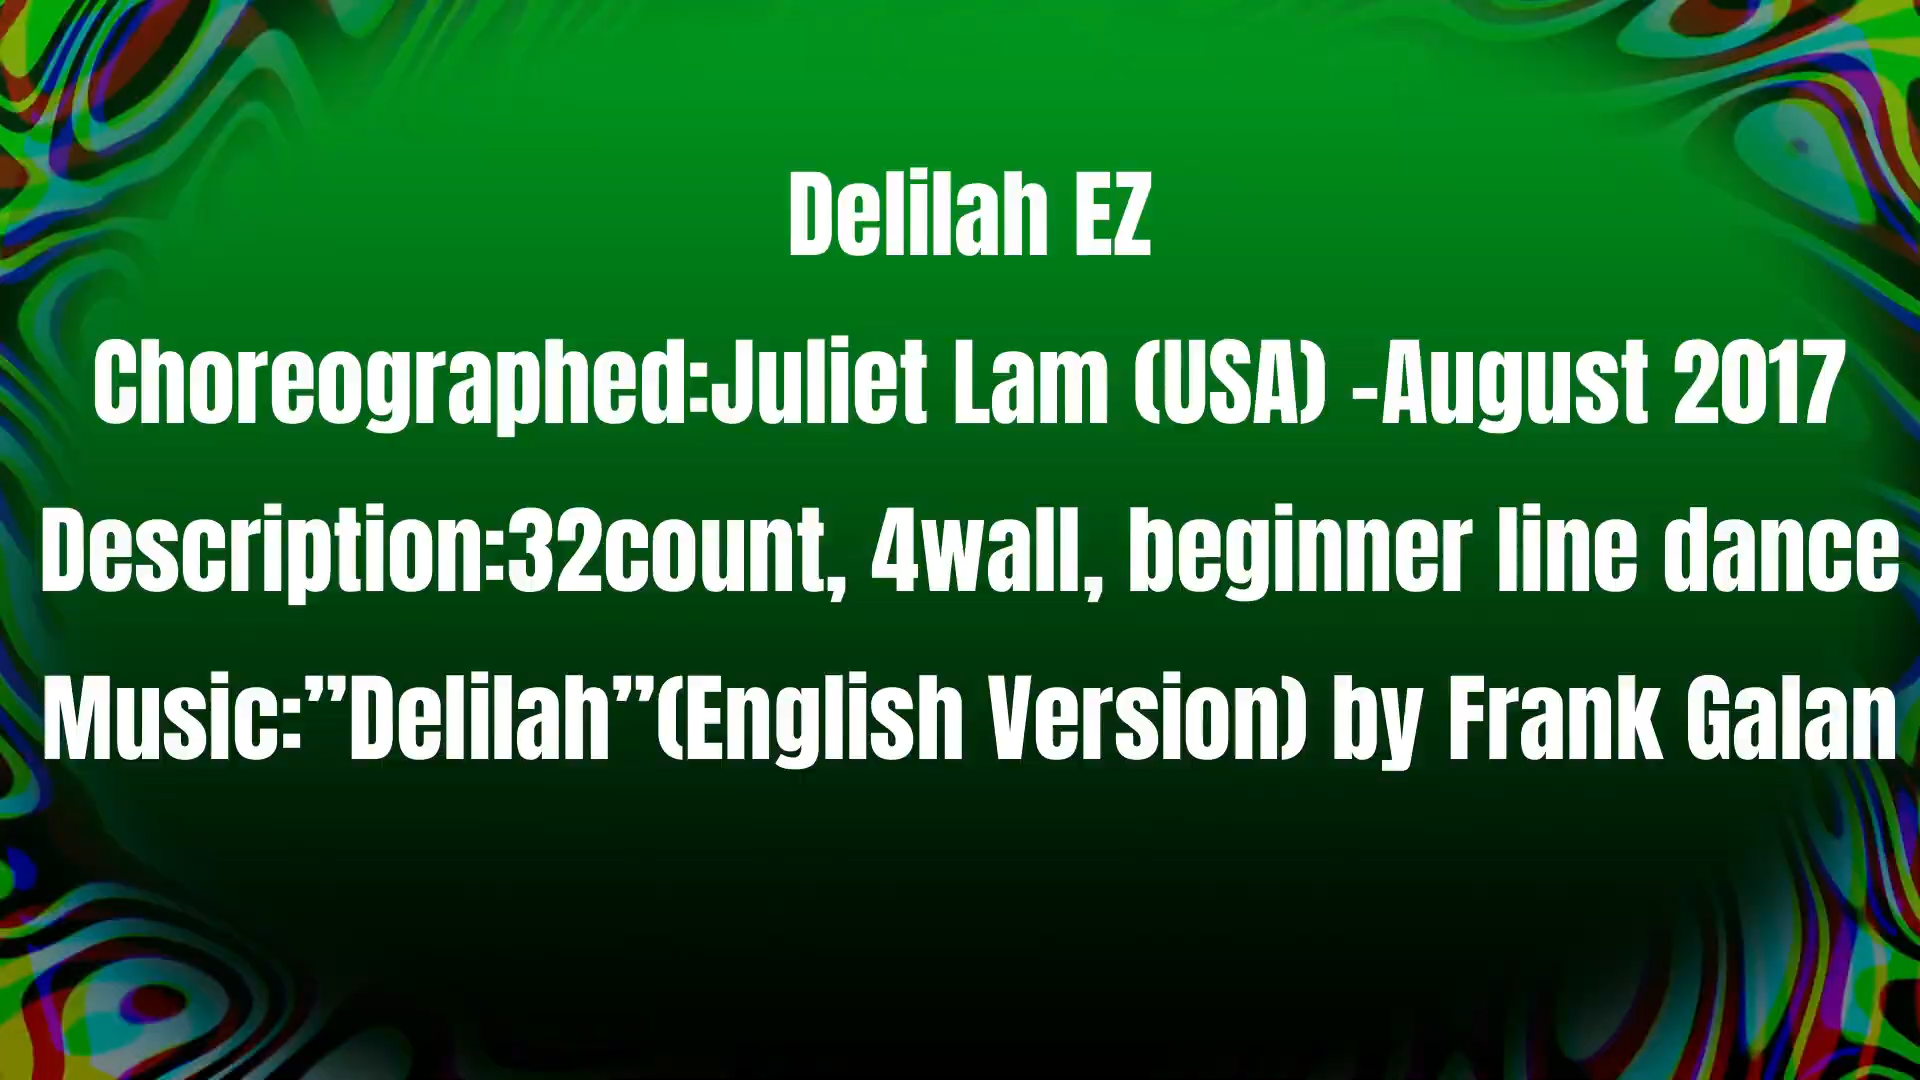 Delilah EZ
Choreographed:Juliet Lam (USA) -August 2017
Description:32count, 4wall, beginner line dance
Music:”Delilah”(English Version) by Frank Galan